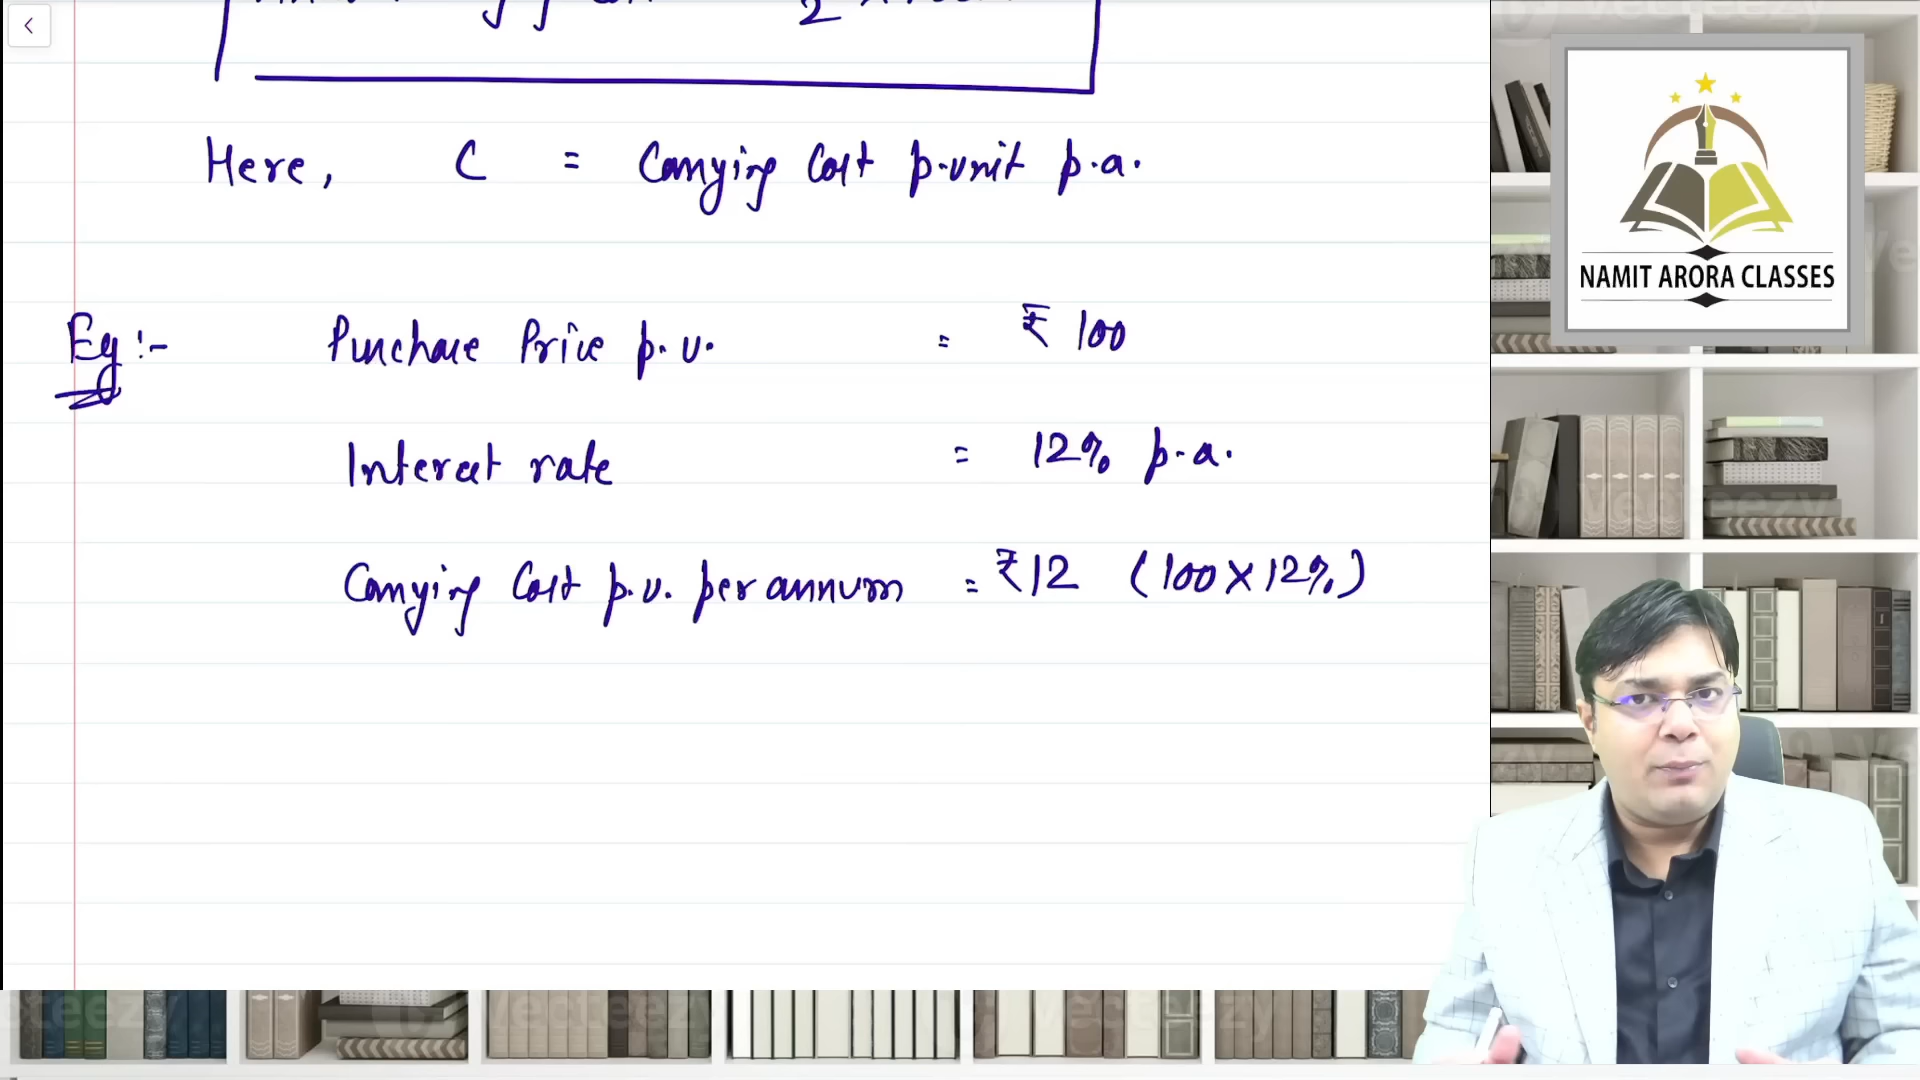 2
Here, C = Carrying Cost p.unit p.a.
Eg :- Purchase Price p.u. = ₹ 100
Interest rate = 12% p.a.
Carrying Cost p.u. per annum = ₹12 (100 × 12%)
NAMIT ARORA CLASSES